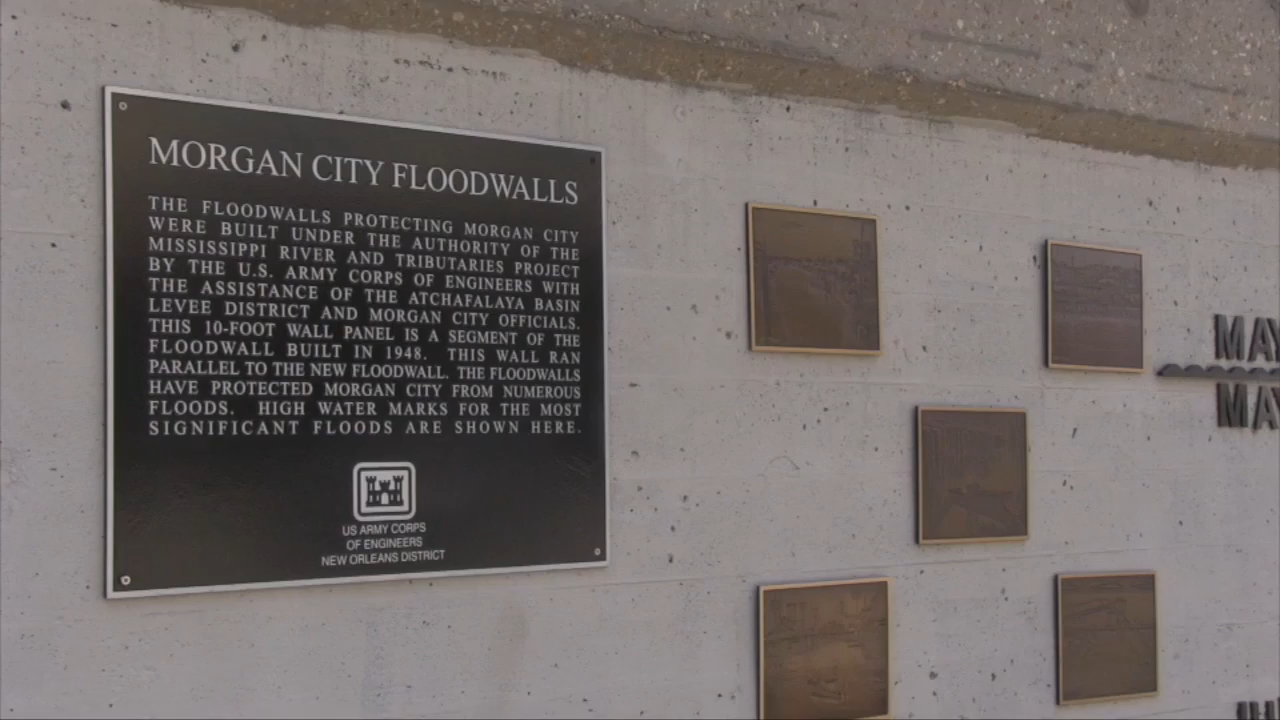 MORGAN CITY FLOODWALLS
THE FLOODWALLS PROTECTING MORGAN CITY
WERE BUILT UNDER THE AUTHORITY OF THE
MISSISSIPPI RIVER AND TRIBUTARIES PROJECT
BY THE U.S. ARMY CORPS OF ENGINEERS WITH
THE ASSISTANCE OF THE ATCHAFALAYA BASIN
LEVEE DISTRICT AND MORGAN CITY OFFICIALS.
THIS 10-FOOT WALL PANEL IS A SEGMENT OF THE
FLOODWALL BUILT IN 1948. THIS WALL RAN
PARALLEL TO THE NEW FLOODWALL. THE FLOODWALLS
HAVE PROTECTED MORGAN CITY FROM NUMEROUS
FLOODS. HIGH WATER MARKS FOR THE MOST
SIGNIFICANT FLOODS ARE SHOWN HERE.
US ARMY CORPS
OF ENGINEERS
NEW ORLEANS DISTRICT
MAY
MAY